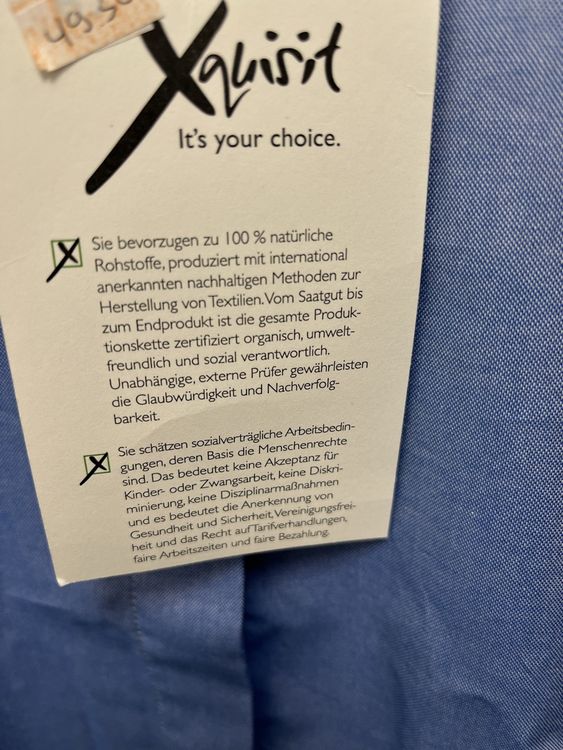 49.50
Xquisit
It's your choice.
Sie bevorzugen zu 100 % natürliche
Rohstoffe, produziert mit international
anerkannten nachhaltigen Methoden zur
Herstellung von Textilien. Vom Saatgut bis
zum Endprodukt ist die gesamte Produk-
tionskette zertifiziert organisch, umwelt-
freundlich und sozial verantwortlich.
Unabhängige, externe Prüfer gewährleisten
die Glaubwürdigkeit und Nachverfolg-
barkeit.
Sie schätzen sozialverträgliche Arbeitsbedin-
gungen, deren Basis die Menschenrechte
sind. Das bedeutet keine Akzeptanz für
Kinder- oder Zwangsarbeit, keine Diskri-
minierung, keine Disziplinarmaßnahmen
und es bedeutet die Anerkennung von
Gesundheit und Sicherheit, Vereinigungsfrei-
heit und das Recht auf Tarifverhandlungen,
faire Arbeitszeiten und faire Bezahlung.